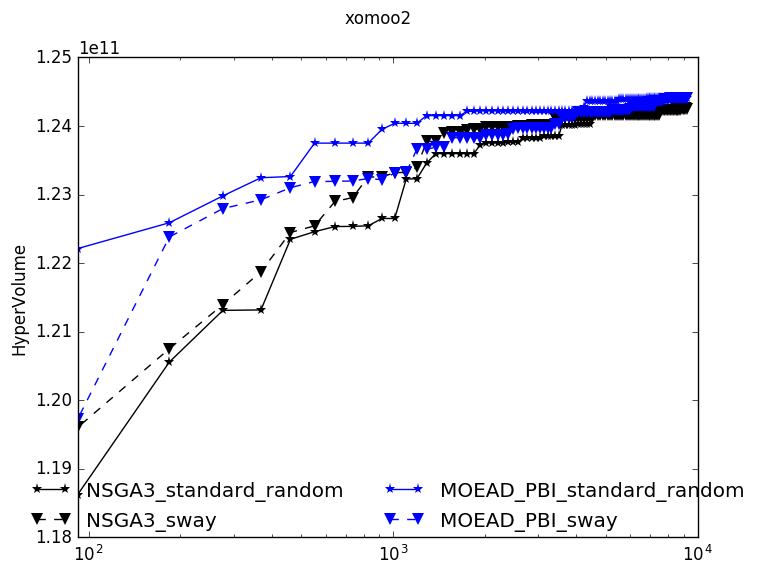 xomoo2
1e11
1.25
1.24
1.23
1.22
1.21
1.20
1.19
1.18
HyperVolume
NSGA3_standard_random
NSGA3_sway
MOEAD_PBI_standard_random
MOEAD_PBI_sway
10²
10³
10⁴